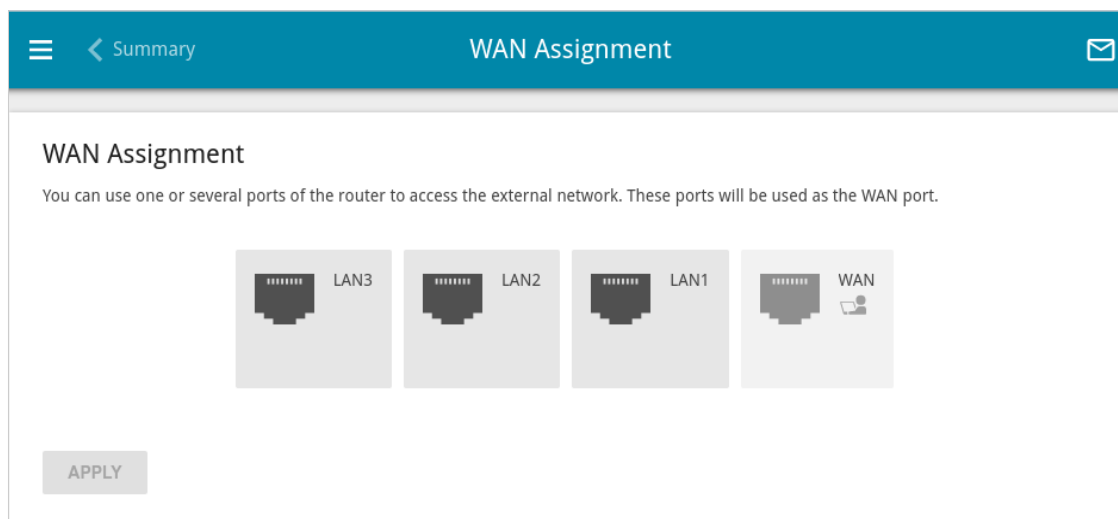 Summary
WAN Assignment
WAN Assignment
You can use one or several ports of the router to access the external network. These ports will be used as the WAN port.
LAN3
LAN2
LAN1
WAN
APPLY